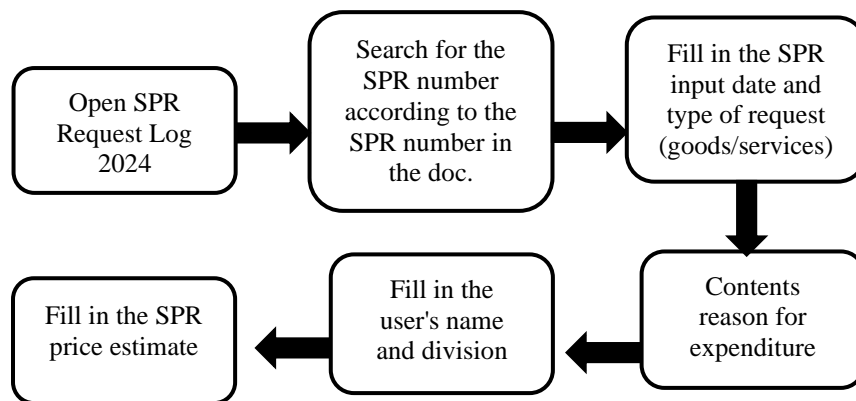 Open SPR
Request Log
2024
Search for the
SPR number
according to the
SPR number in
the doc.
Fill in the SPR
input date and
type of request
(goods/services)
Contents
reason for
expenditure
Fill in the
user's name
and division
Fill in the SPR
price estimate